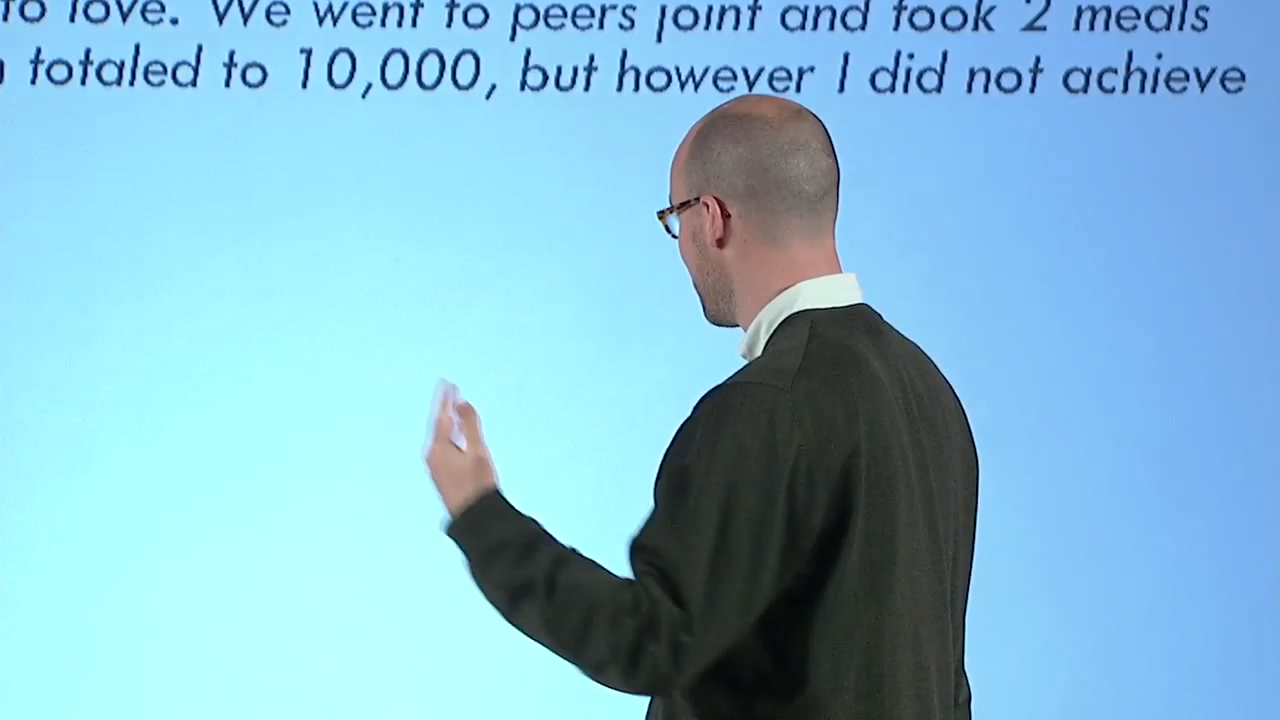 to love. We went to peers joint and took 2 meals
totaled to 10,000, but however I did not achieve